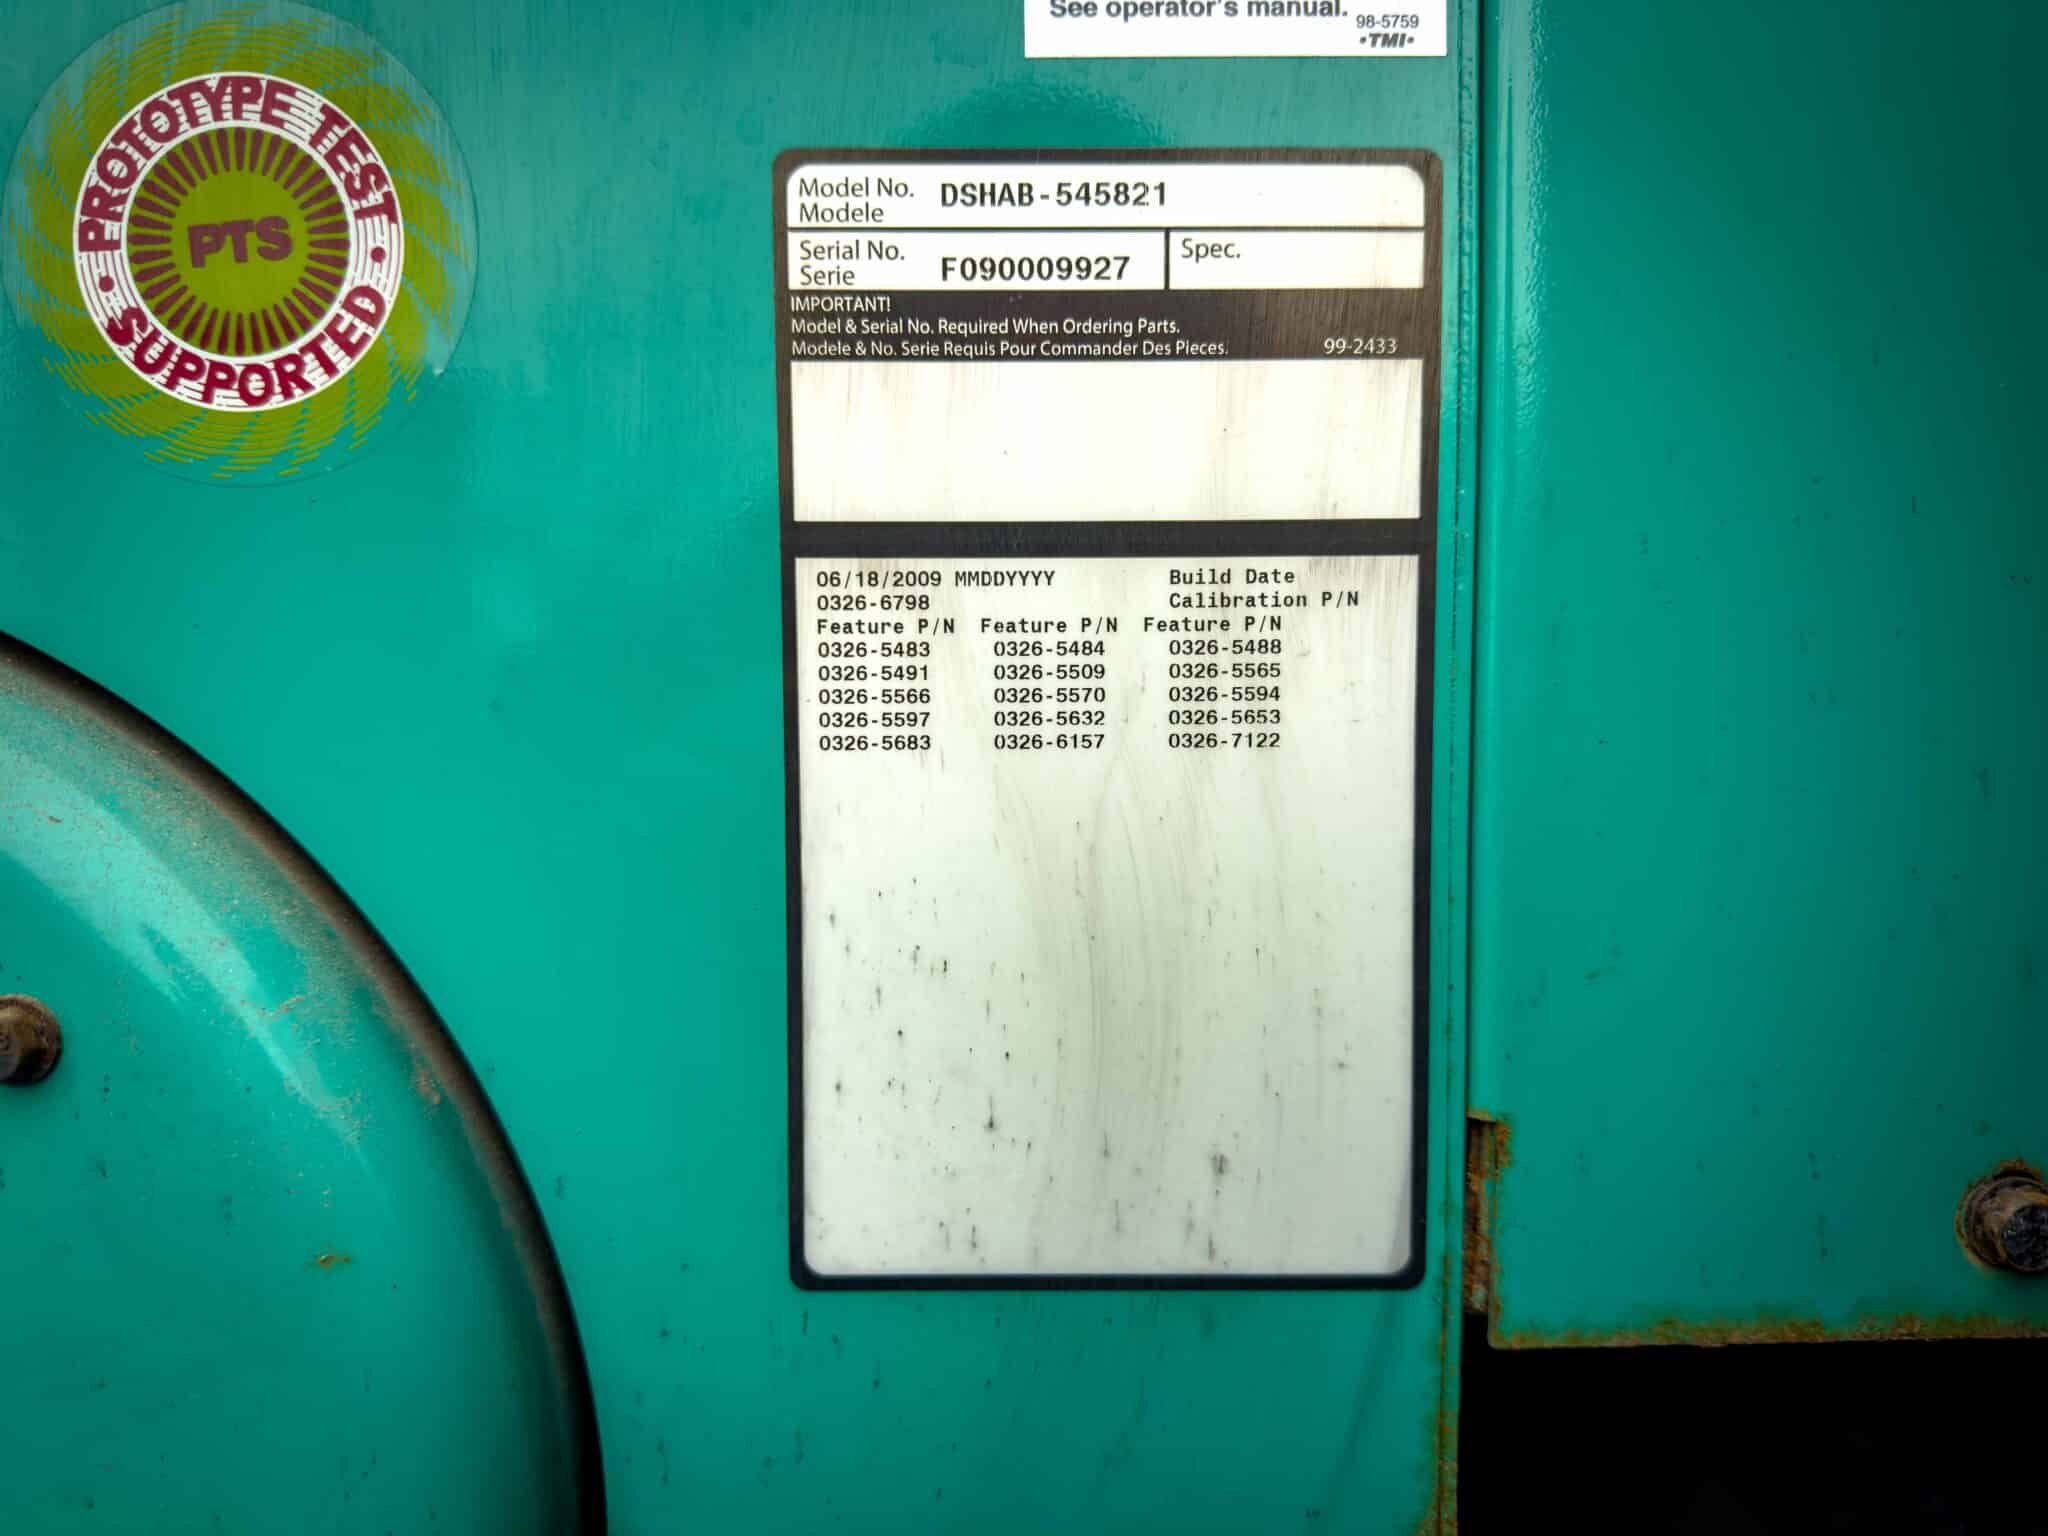 See operator's manual.
98-5759
•TMI•
• PROTOTYPE TEST •
PTS
SUPPORTED
Model No. DSHAB-545821
Modele
Serial No. F090009927
Serie
Spec.
IMPORTANT!
Model & Serial No. Required When Ordering Parts.
Modele & No. Serie Requis Pour Commander Des Pieces. 99-2433
06/18/2009 MMDDYYYY Build Date
0326-6798 Calibration P/N
Feature P/N Feature P/N Feature P/N
0326-5483 0326-5484 0326-5488
0326-5491 0326-5509 0326-5565
0326-5566 0326-5570 0326-5594
0326-5597 0326-5632 0326-5653
0326-5683 0326-6157 0326-7122